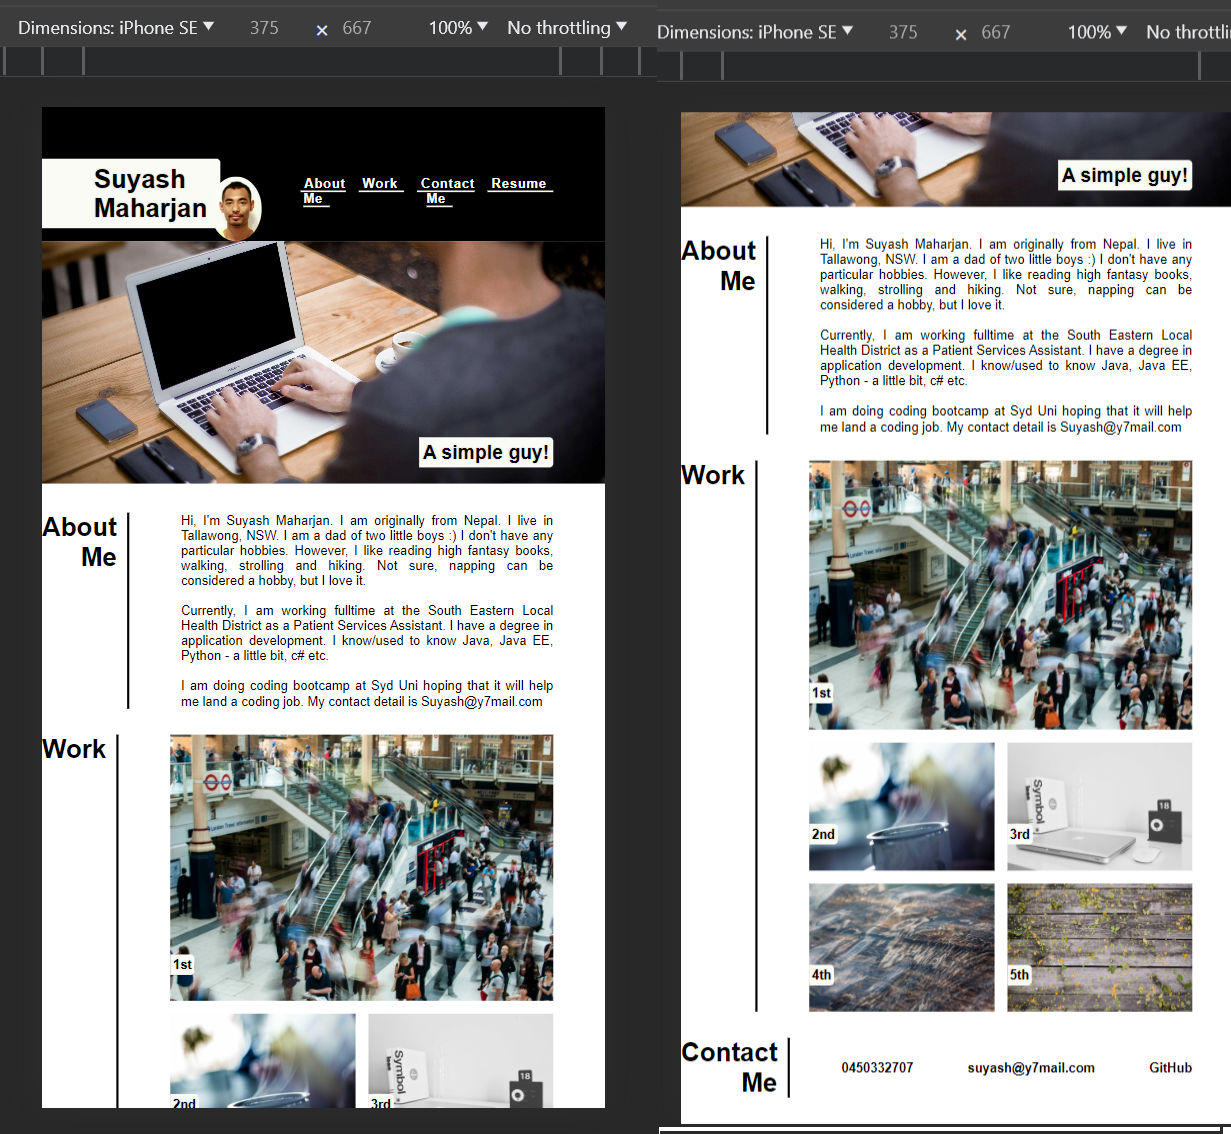 Dimensions: iPhone SE ▼ 375 × 667 100% ▼ No throttling ▼
Suyash
Maharjan
About Me
Work
Contact Me
Resume
A simple guy!
About
Me
Hi, I'm Suyash Maharjan. I am originally from Nepal. I live in
Tallawong, NSW. I am a dad of two little boys :) I don't have any
particular hobbies. However, I like reading high fantasy books,
walking, strolling and hiking. Not sure, napping can be
considered a hobby, but I love it.
Currently, I am working fulltime at the South Eastern Local
Health District as a Patient Services Assistant. I have a degree in
application development. I know/used to know Java, Java EE,
Python - a little bit, c# etc.
I am doing coding bootcamp at Syd Uni hoping that it will help
me land a coding job. My contact detail is Suyash@y7mail.com
Work
1st
2nd
3rd
Symbol
18
Dimensions: iPhone SE ▼ 375 × 667 100% ▼ No throttli
A simple guy!
About
Me
Hi, I'm Suyash Maharjan. I am originally from Nepal. I live in
Tallawong, NSW. I am a dad of two little boys :) I don't have any
particular hobbies. However, I like reading high fantasy books,
walking, strolling and hiking. Not sure, napping can be
considered a hobby, but I love it.
Currently, I am working fulltime at the South Eastern Local
Health District as a Patient Services Assistant. I have a degree in
application development. I know/used to know Java, Java EE,
Python - a little bit, c# etc.
I am doing coding bootcamp at Syd Uni hoping that it will help
me land a coding job. My contact detail is Suyash@y7mail.com
Work
1st
2nd
3rd
Symbol
18
4th
5th
Contact
Me
0450332707
suyash@y7mail.com
GitHub